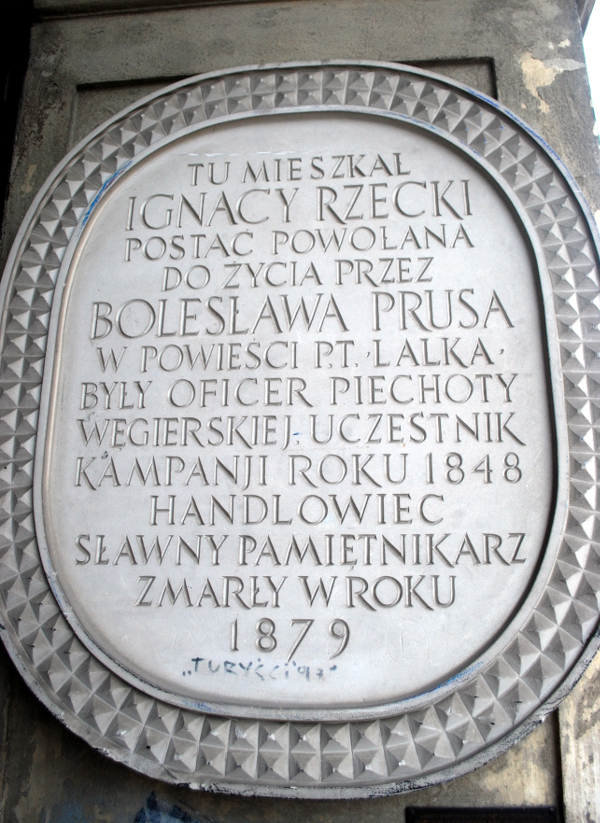 TU MIESZKAŁ
IGNACY RZECKI
POSTAĆ POWOŁANA
DO ŻYCIA PRZEZ
BOLESŁAWA PRUSA
W POWIEŚCI P.T. ·LALKA·
BYŁY OFICER PIECHOTY
WĘGIERSKIEJ. UCZESTNIK
KAMPANJI ROKU 1848
HANDLOWIEC
SŁAWNY PAMIĘTNIKARZ
ZMARŁY W ROKU
1879
„TURYŚCI '97"